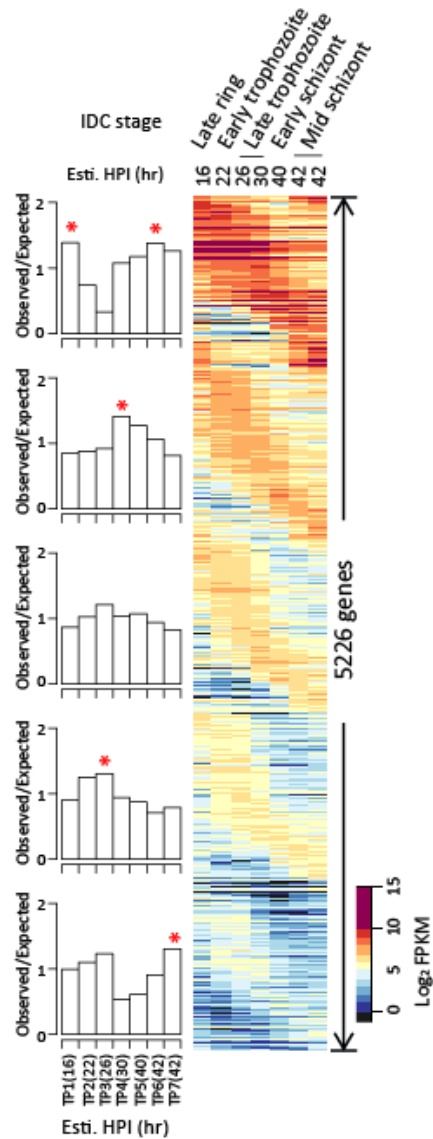 IDC stage
Late ring
Early trophozoite
Late trophozoite
Early schizont
Mid schizont
Esti. HPI (hr)
16
22
26
30
40
42
42
Observed/Expected
2
1
0
*
*
Observed/Expected
2
1
0
*
Observed/Expected
2
1
0
Observed/Expected
2
1
0
*
Observed/Expected
2
1
0
*
TP1(16)
TP2(22)
TP3(26)
TP4(30)
TP5(40)
TP6(42)
TP7(42)
Esti. HPI (hr)
5226 genes
15
10
5
0
Log₂ FPKM